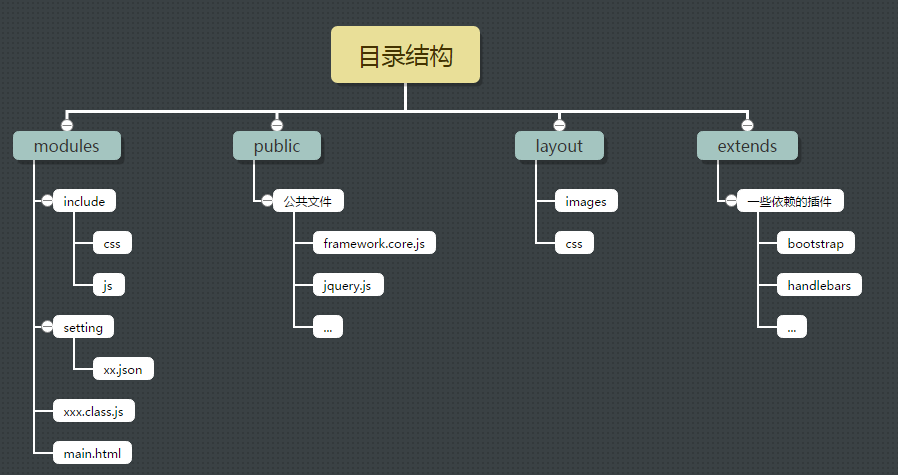 目录结构
modules
include
css
js
setting
xx.json
xxx.class.js
main.html
public
公共文件
framework.core.js
jquery.js
...
layout
images
css
extends
一些依赖的插件
bootstrap
handlebars
...